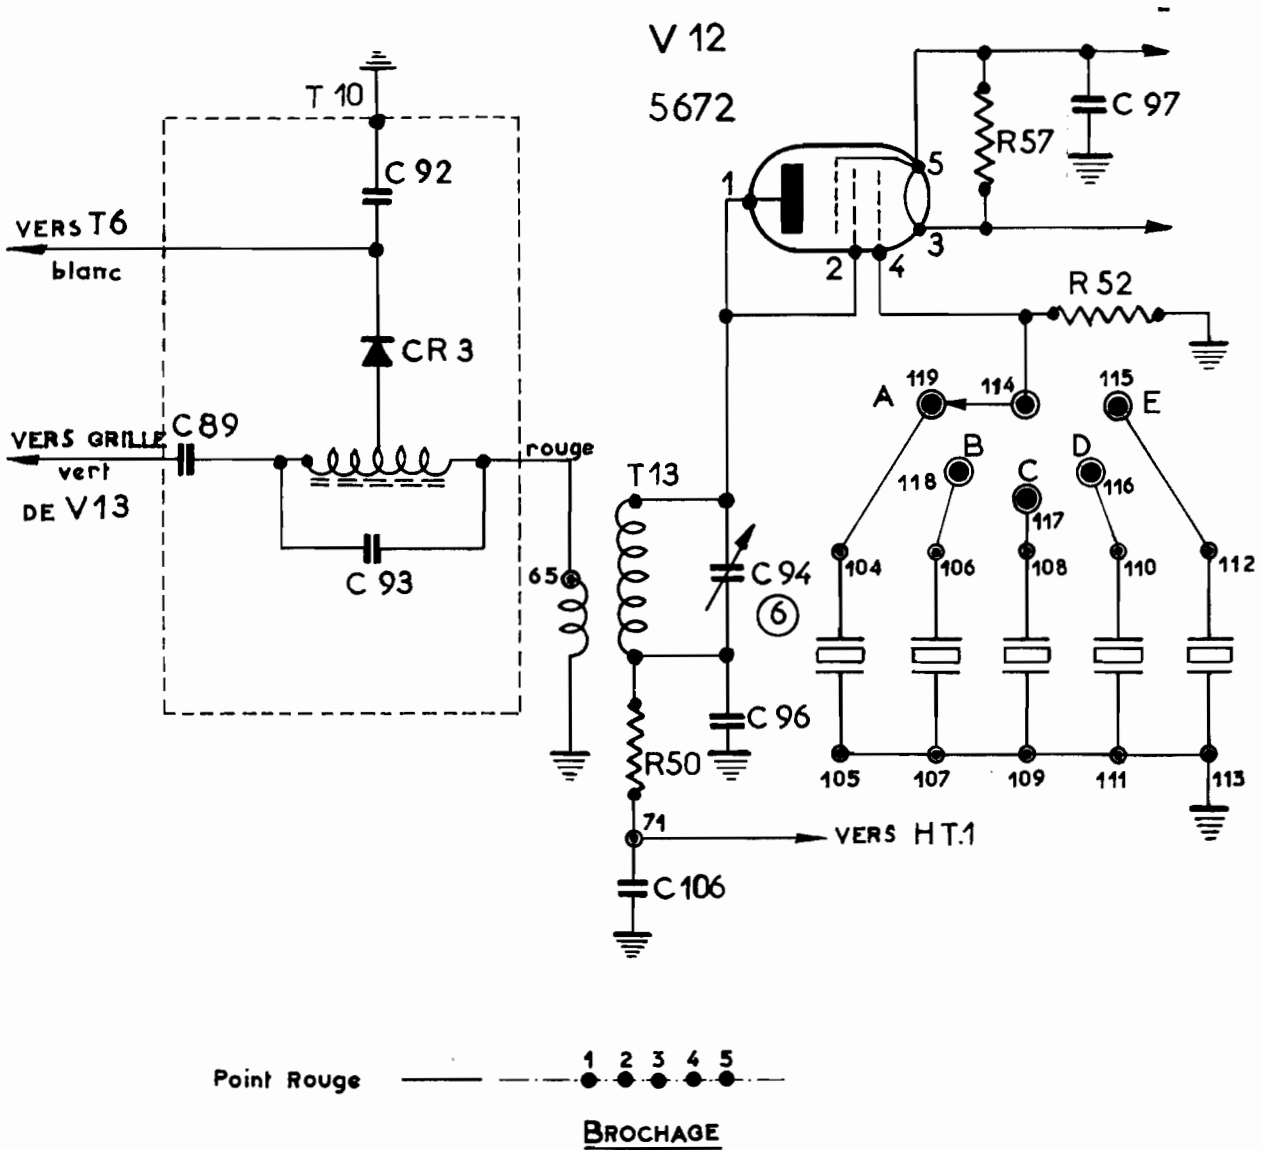 V 12
5672
T 10
C 92
VERS T6
blanc
CR 3
C 89
VERS GRILLE
vert
DE V13
rouge
C 93
65
T 13
C 94
6
C 96
R50
71
VERS HT.1
C 106
1
2
3
4
5
R57
C 97
R 52
A
119
114
115
E
B
118
C
117
D
116
104
106
108
110
112
105
107
109
111
113
Point Rouge
1 2 3 4 5
BROCHAGE